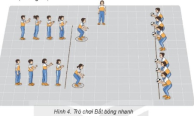 Hình 4. Trò chơi Bắt bóng nhanh